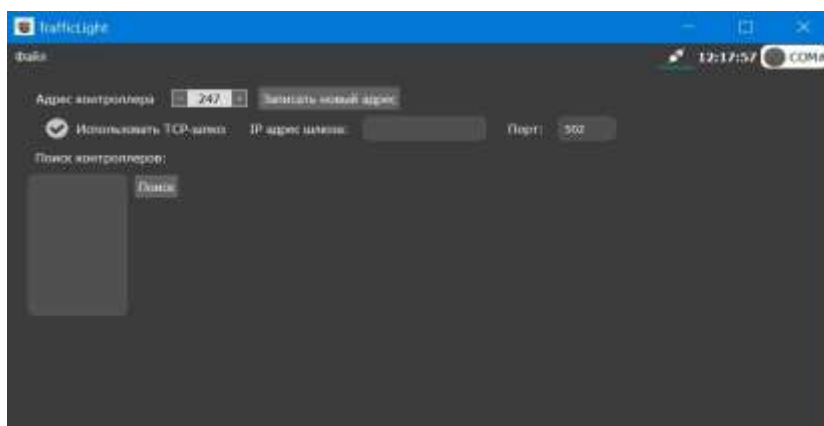 TrafficLight
Файл 12:17:57 COM
Адрес контроллера - 247 + Записать новый адрес
Использовать TCP-шлюз IP адрес шлюза: Порт: 502
Поиск контроллеров:
Поиск